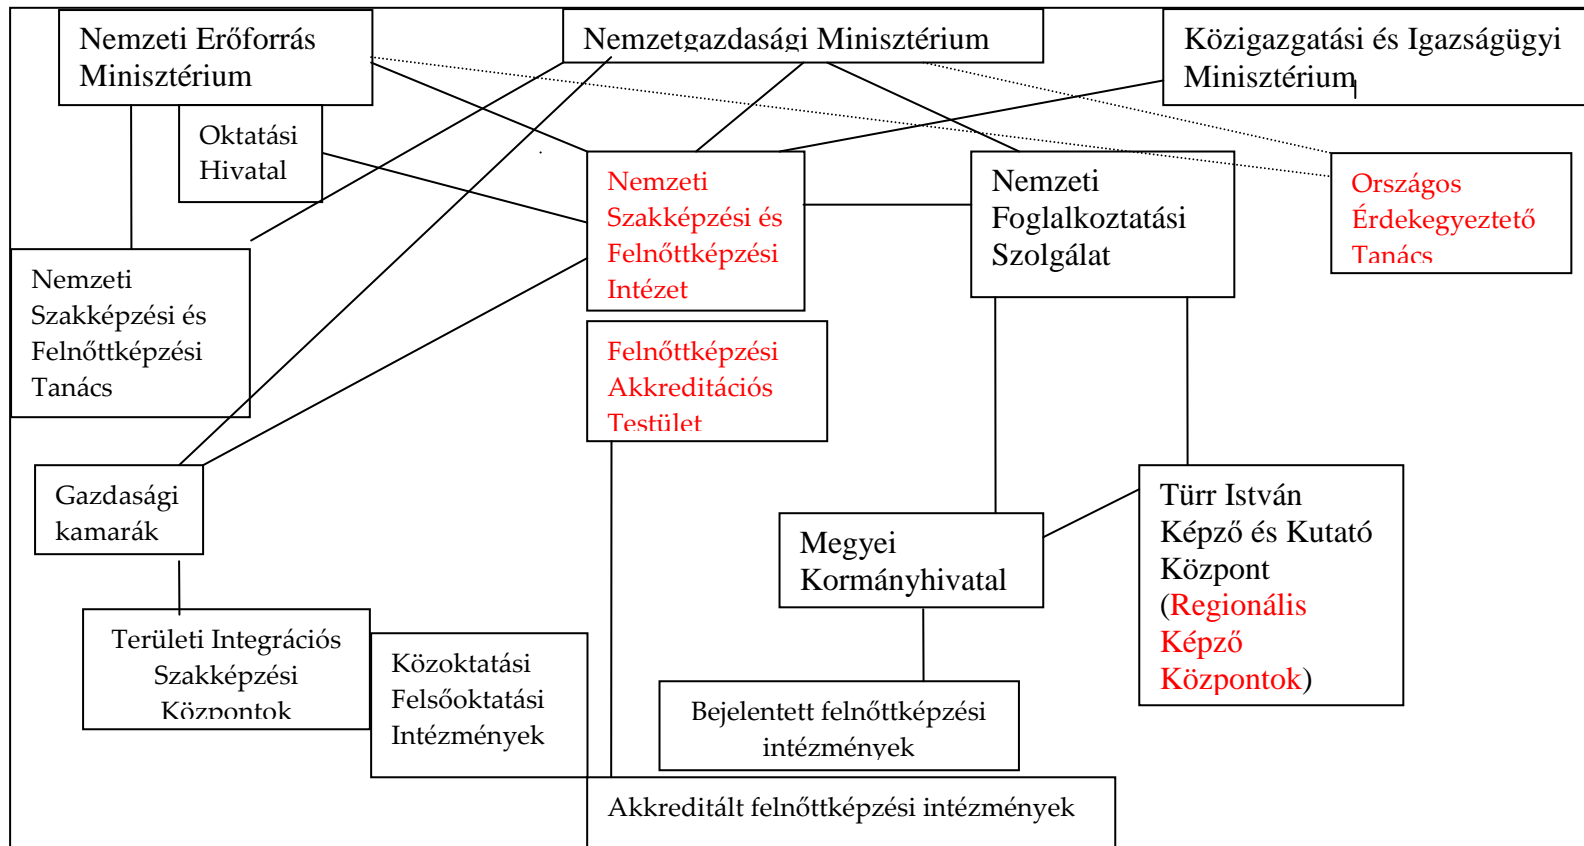 Nemzeti Erőforrás
Minisztérium
Nemzetgazdasági Minisztérium
Közigazgatási és Igazságügyi
Minisztérium
Oktatási
Hivatal
Nemzeti
Szakképzési és
Felnőttképzési
Intézet
Nemzeti
Foglalkoztatási
Szolgálat
Országos
Érdekegyeztető
Tanács
Nemzeti
Szakképzési és
Felnőttképzési
Tanács
Felnőttképzési
Akkreditációs
Testület
Gazdasági
kamarák
Megyei
Kormányhivatal
Türr István
Képző és Kutató
Központ
(Regionális
Képző
Központok)
Területi Integrációs
Szakképzési
Központok
Közoktatási
Felsőoktatási
Intézmények
Bejelentett felnőttképzési
intézmények
Akkreditált felnőttképzési intézmények